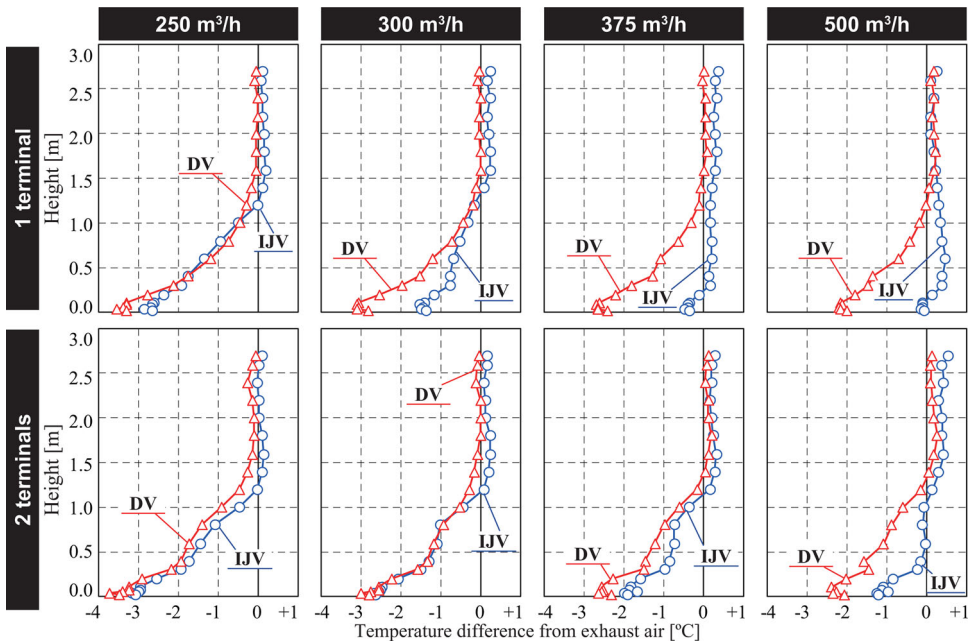 250 m³/h
300 m³/h
375 m³/h
500 m³/h
1 terminal
Height [m]
3.0
2.5
2.0
1.5
1.0
0.5
0.0
DV
IJV
DV
IJV
DV
IJV
DV
IJV
2 terminals
Height [m]
3.0
2.5
2.0
1.5
1.0
0.5
0.0
DV
IJV
DV
IJV
DV
IJV
DV
IJV
-4 -3 -2 -1 0 +1
-4 -3 -2 -1 0 +1
-4 -3 -2 -1 0 +1
-4 -3 -2 -1 0 +1
Temperature difference from exhaust air [ºC]